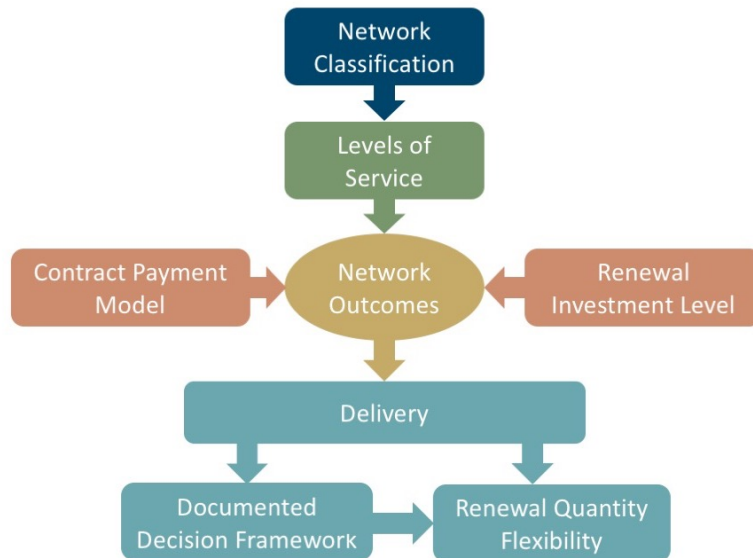 Network
Classification
Levels of
Service
Contract Payment
Model
Network
Outcomes
Renewal
Investment Level
Delivery
Documented
Decision Framework
Renewal Quantity
Flexibility